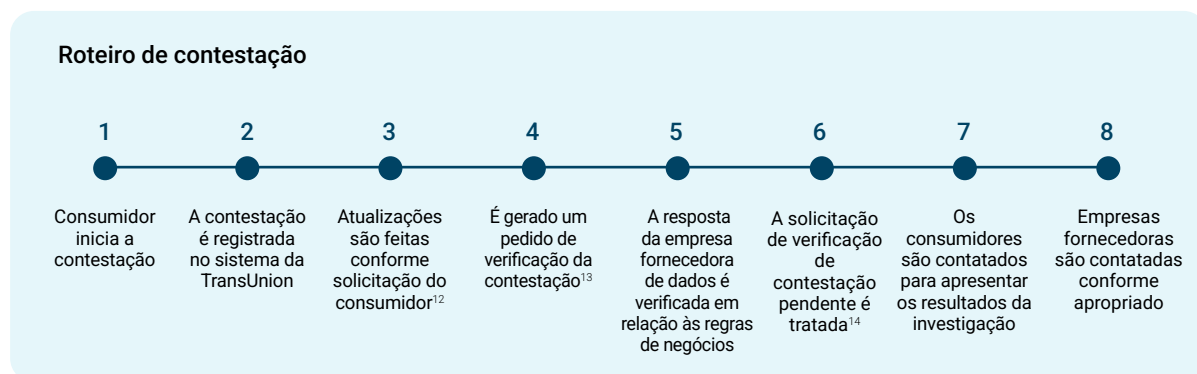 Roteiro de contestação
1
2
3
4
5
6
7
8
Consumidor
inicia a
contestação
A contestação
é registrada
no sistema da
TransUnion
Atualizações
são feitas
conforme
solicitação do
consumidor¹²
É gerado um
pedido de
verificação da
contestação¹³
A resposta
da empresa
fornecedora
de dados é
verificada em
relação às regras
de negócios
A solicitação
de verificação
de
contestação
pendente é
tratada¹⁴
Os
consumidores
são contatados
para apresentar
os resultados da
investigação
Empresas
fornecedoras
são contatadas
conforme
apropriado